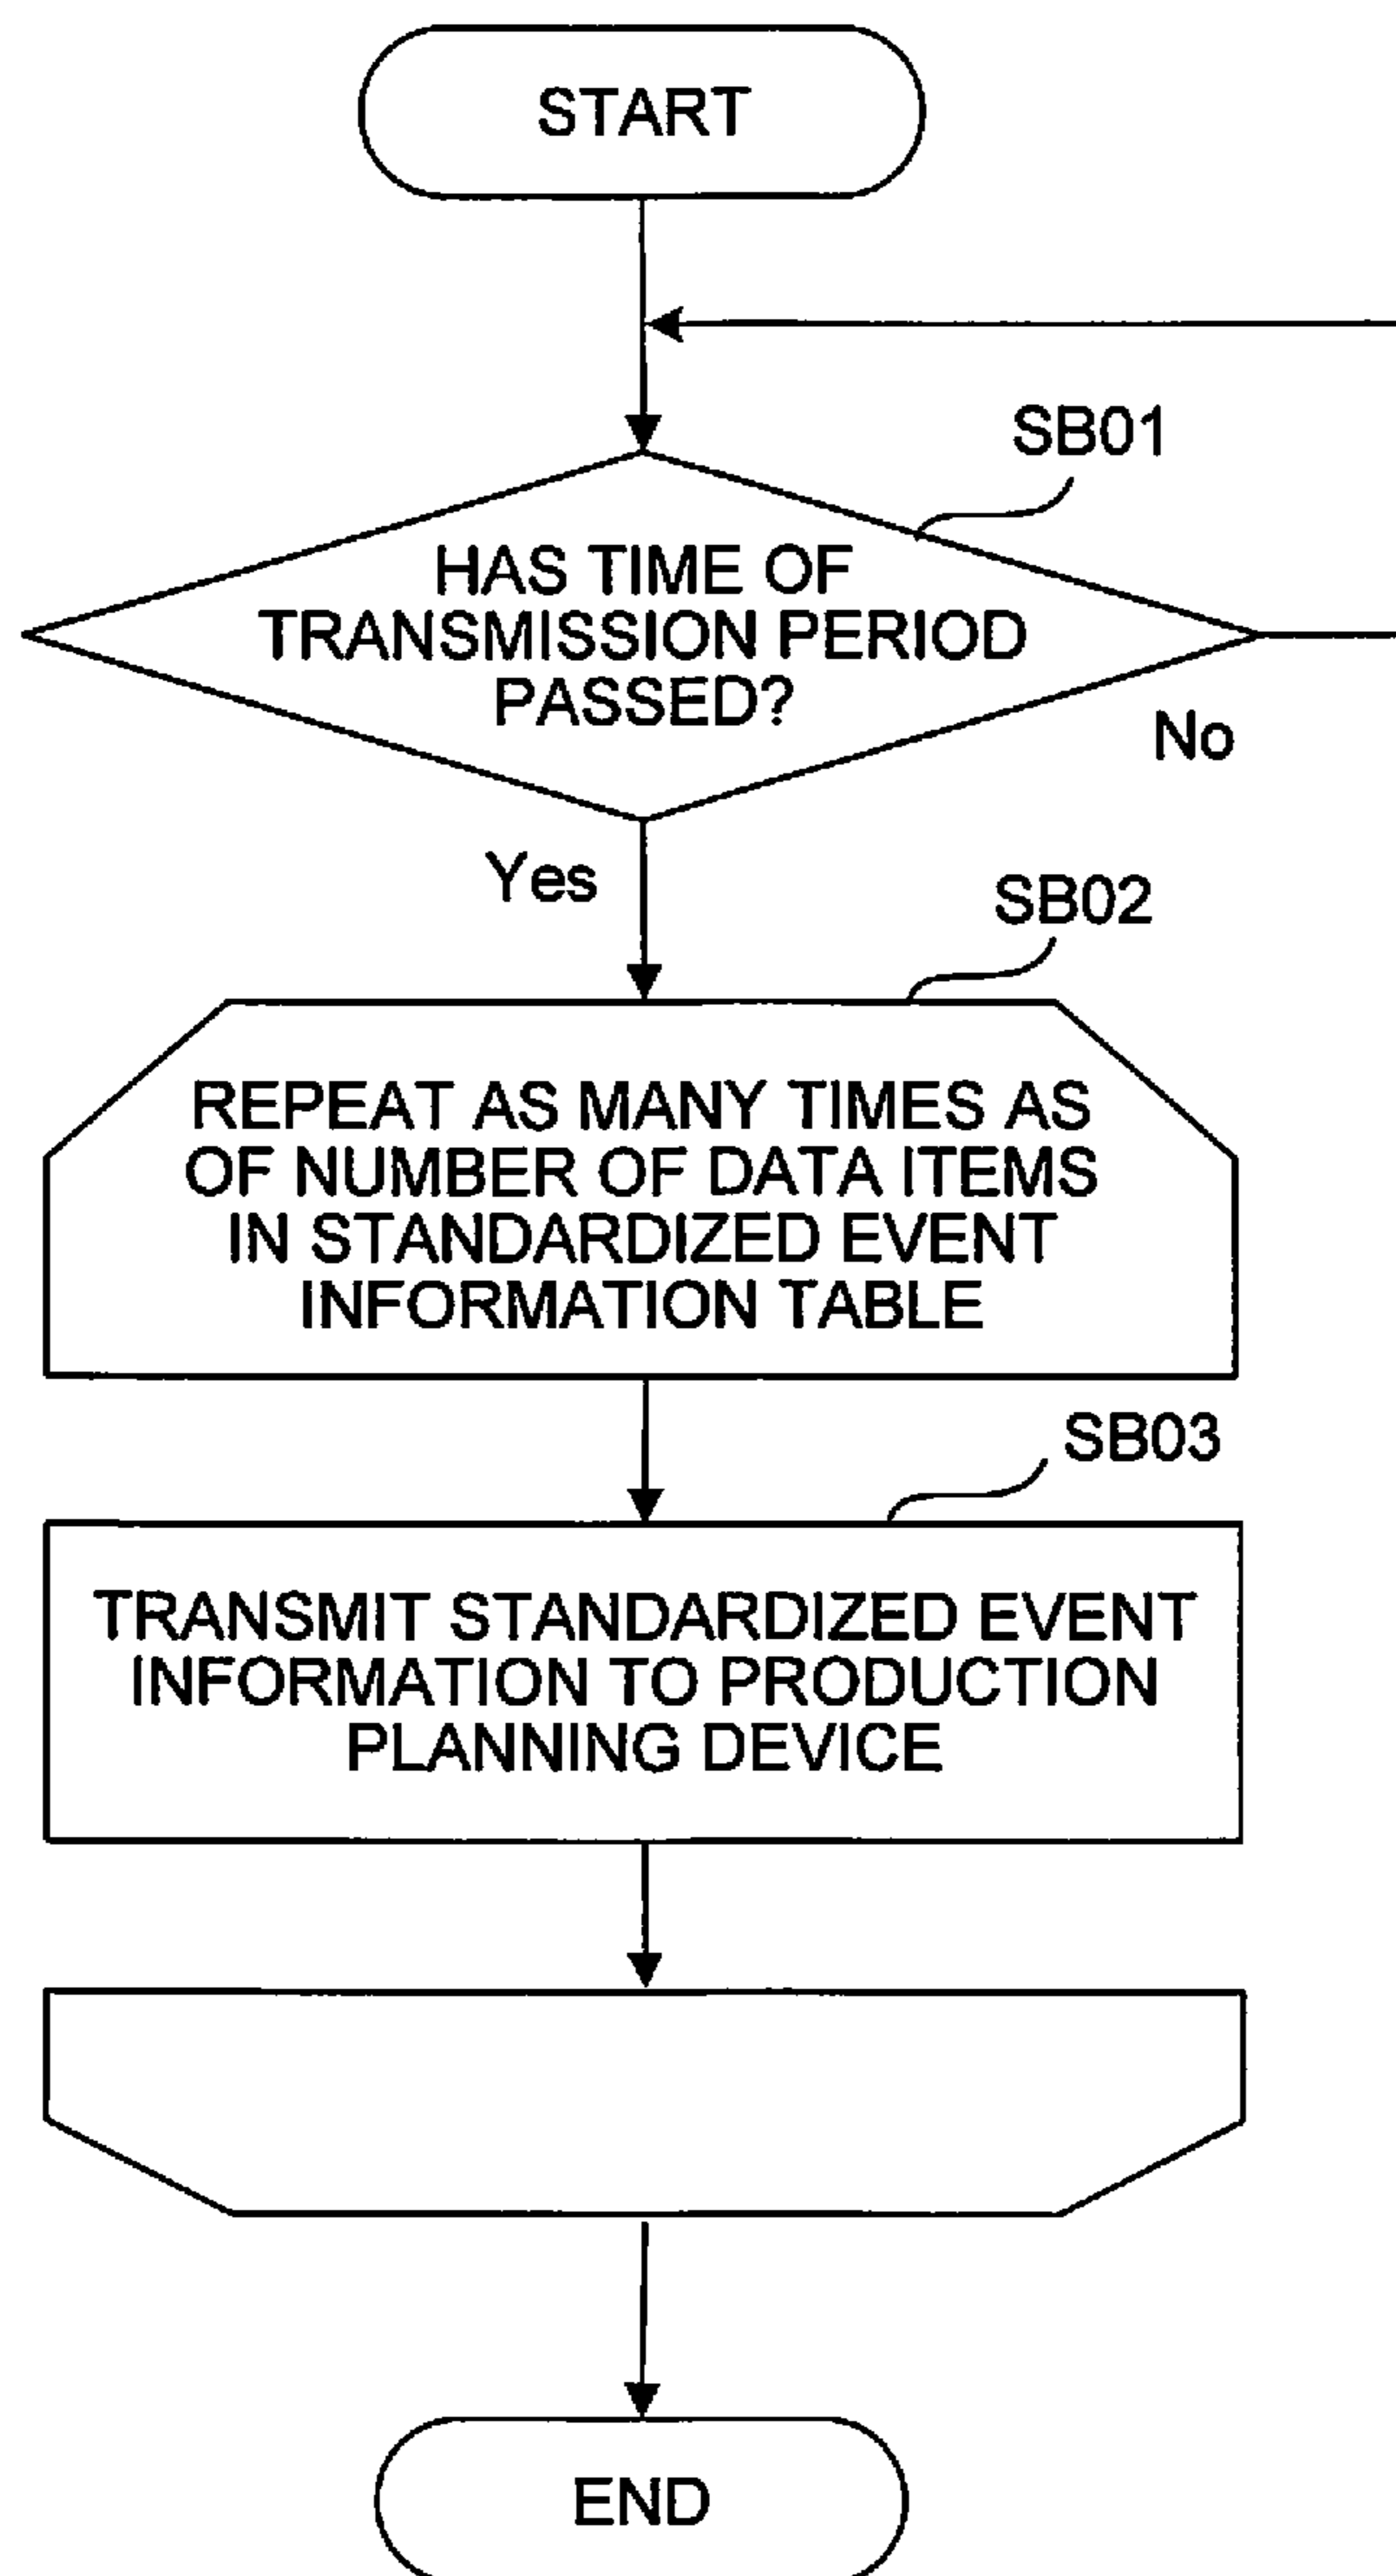 START
SB01
HAS TIME OF
TRANSMISSION PERIOD
PASSED?
No
Yes
SB02
REPEAT AS MANY TIMES AS
OF NUMBER OF DATA ITEMS
IN STANDARDIZED EVENT
INFORMATION TABLE
SB03
TRANSMIT STANDARDIZED EVENT
INFORMATION TO PRODUCTION
PLANNING DEVICE
END